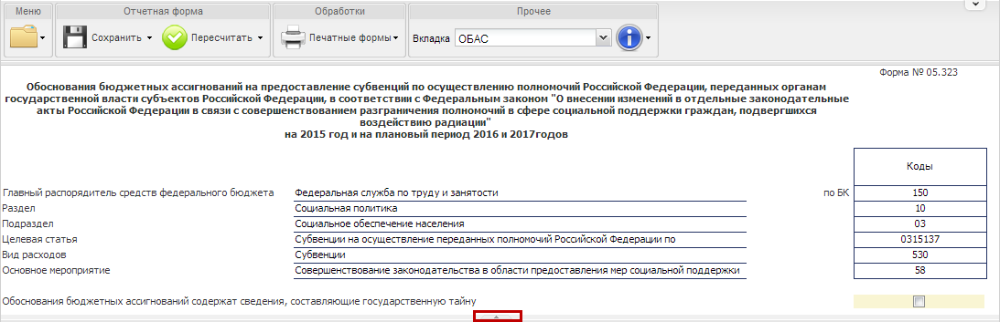 Меню Отчетная форма Обработки Прочее
Сохранить Пересчитать Печатные формы Вкладка ОБАС
Форма № 05.323
Обоснования бюджетных ассигнований на предоставление субвенций по осуществлению полномочий Российской Федерации, переданных органам
государственной власти субъектов Российской Федерации, в соответствии с Федеральным законом "О внесении изменений в отдельные законодательные
акты Российской Федерации в связи с совершенствованием разграничения полномочий в сфере социальной поддержки граждан, подвергшихся
воздействию радиации"
на 2015 год и на плановый период 2016 и 2017годов
Коды
Главный распорядитель средств федерального бюджета Федеральная служба по труду и занятости по БК 150
Раздел Социальная политика 10
Подраздел Социальное обеспечение населения 03
Целевая статья Субвенции на осуществление переданных полномочий Российской Федерации по 0315137
Вид расходов Субвенции 530
Основное мероприятие Совершенствование законодательства в области предоставления мер социальной поддержки 58
Обоснования бюджетных ассигнований содержат сведения, составляющие государственную тайну